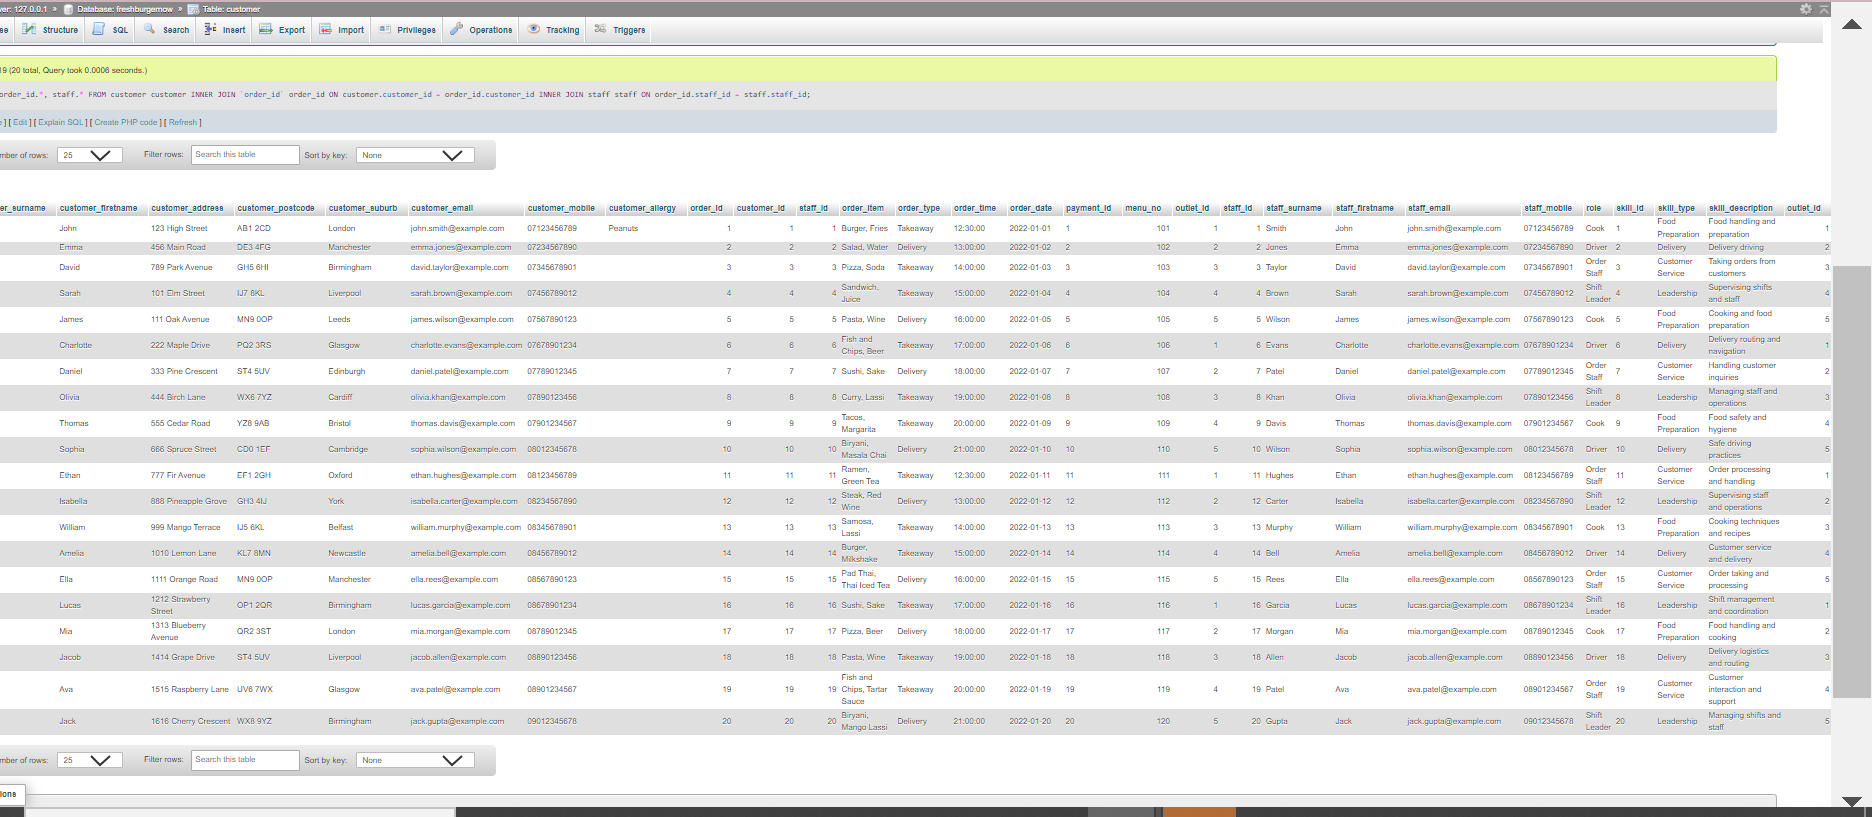 ver: 127.0.0.1 » Database: freshburgernow » Table: customer
se Structure SQL Search Insert Export Import Privileges Operations Tracking Triggers
19 (20 total, Query took 0.0006 seconds.)
order_id.*, staff.* FROM customer customer INNER JOIN `order_id` order_id ON customer.customer_id = order_id.customer_id INNER JOIN staff staff ON order_id.staff_id = staff.staff_id;
e ] [ Edit ] [ Explain SQL ] [ Create PHP code ] [ Refresh ]
mber of rows: 25 Filter rows: Search this table Sort by key: None
er_surname customer_firstname customer_address customer_postcode customer_suburb customer_email customer_mobile customer_allergy order_id customer_id staff_id order_item order_type order_time order_date payment_id menu_no outlet_id staff_id staff_surname staff_firstname staff_email staff_mobile role skill_id skill_type skill_description outlet_id
John 123 High Street AB1 2CD London john.smith@example.com 07123456789 Peanuts 1 1 1 Burger, Fries Takeaway 12:30:00 2022-01-01 1 101 1 1 Smith John john.smith@example.com 07123456789 Cook 1 Food Preparation Food handling and preparation 1
Emma 456 Main Road DE3 4FG Manchester emma.jones@example.com 07234567890 2 2 2 Salad, Water Delivery 13:00:00 2022-01-02 2 102 2 2 Jones Emma emma.jones@example.com 07234567890 Driver 2 Delivery Delivery driving 2
David 789 Park Avenue GH5 6HI Birmingham david.taylor@example.com 07345678901 3 3 3 Pizza, Soda Takeaway 14:00:00 2022-01-03 3 103 3 3 Taylor David david.taylor@example.com 07345678901 Order Staff 3 Customer Service Taking orders from customers 3
Sarah 101 Elm Street IJ7 8KL Liverpool sarah.brown@example.com 07456789012 4 4 4 Sandwich, Juice Takeaway 15:00:00 2022-01-04 4 104 4 4 Brown Sarah sarah.brown@example.com 07456789012 Shift Leader 4 Leadership Supervising shifts and staff 4
James 111 Oak Avenue MN9 0OP Leeds james.wilson@example.com 07567890123 5 5 5 Pasta, Wine Delivery 16:00:00 2022-01-05 5 105 5 5 Wilson James james.wilson@example.com 07567890123 Cook 5 Food Preparation Cooking and food preparation 5
Charlotte 222 Maple Drive PQ2 3RS Glasgow charlotte.evans@example.com 07678901234 6 6 6 Fish and Chips, Beer Takeaway 17:00:00 2022-01-06 6 106 1 6 Evans Charlotte charlotte.evans@example.com 07678901234 Driver 6 Delivery Delivery routing and navigation 1
Daniel 333 Pine Crescent ST4 5UV Edinburgh daniel.patel@example.com 07789012345 7 7 7 Sushi, Sake Delivery 18:00:00 2022-01-07 7 107 2 7 Patel Daniel daniel.patel@example.com 07789012345 Order Staff 7 Customer Service Handling customer inquiries 2
Olivia 444 Birch Lane WX6 7YZ Cardiff olivia.khan@example.com 07890123456 8 8 8 Curry, Lassi Takeaway 19:00:00 2022-01-08 8 108 3 8 Khan Olivia olivia.khan@example.com 07890123456 Shift Leader 8 Leadership Managing staff and operations 3
Thomas 555 Cedar Road YZ8 9AB Bristol thomas.davis@example.com 07901234567 9 9 9 Tacos, Margarita Takeaway 20:00:00 2022-01-09 9 109 4 9 Davis Thomas thomas.davis@example.com 07901234567 Cook 9 Food Preparation Food safety and hygiene 4
Sophia 666 Spruce Street CD0 1EF Cambridge sophia.wilson@example.com 08012345678 10 10 10 Biryani, Masala Chai Delivery 21:00:00 2022-01-10 10 110 5 10 Wilson Sophia sophia.wilson@example.com 08012345678 Driver 10 Delivery Safe driving practices 5
Ethan 777 Fir Avenue EF1 2GH Oxford ethan.hughes@example.com 08123456789 11 11 11 Ramen, Green Tea Takeaway 12:30:00 2022-01-11 11 111 1 11 Hughes Ethan ethan.hughes@example.com 08123456789 Order Staff 11 Customer Service Order processing and handling 1
Isabella 888 Pineapple Grove GH3 4IJ York isabella.carter@example.com 08234567890 12 12 12 Steak, Red Wine Delivery 13:00:00 2022-01-12 12 112 2 12 Carter Isabella isabella.carter@example.com 08234567890 Shift Leader 12 Leadership Supervising staff and operations 2
William 999 Mango Terrace IJ5 6KL Belfast william.murphy@example.com 08345678901 13 13 13 Samosa, Lassi Takeaway 14:00:00 2022-01-13 13 113 3 13 Murphy William william.murphy@example.com 08345678901 Cook 13 Food Preparation Cooking techniques and recipes 3
Amelia 1010 Lemon Lane KL7 8MN Newcastle amelia.bell@example.com 08456789012 14 14 14 Burger, Milkshake Takeaway 15:00:00 2022-01-14 14 114 4 14 Bell Amelia amelia.bell@example.com 08456789012 Driver 14 Delivery Customer service and delivery 4
Ella 1111 Orange Road MN9 0OP Manchester ella.rees@example.com 08567890123 15 15 15 Pad Thai, Thai Iced Tea Delivery 16:00:00 2022-01-15 15 115 5 15 Rees Ella ella.rees@example.com 08567890123 Order Staff 15 Customer Service Order taking and processing 5
Lucas 1212 Strawberry Street OP1 2QR Birmingham lucas.garcia@example.com 08678901234 16 16 16 Sushi, Sake Takeaway 17:00:00 2022-01-16 16 116 1 16 Garcia Lucas lucas.garcia@example.com 08678901234 Shift Leader 16 Leadership Shift management and coordination 1
Mia 1313 Blueberry Avenue QR2 3ST London mia.morgan@example.com 08789012345 17 17 17 Pizza, Beer Delivery 18:00:00 2022-01-17 17 117 2 17 Morgan Mia mia.morgan@example.com 08789012345 Cook 17 Food Preparation Food handling and cooking 2
Jacob 1414 Grape Drive ST4 5UV Liverpool jacob.allen@example.com 08890123456 18 18 18 Pasta, Wine Takeaway 19:00:00 2022-01-18 18 118 3 18 Allen Jacob jacob.allen@example.com 08890123456 Driver 18 Delivery Delivery logistics and routing 3
Ava 1515 Raspberry Lane UV6 7WX Glasgow ava.patel@example.com 08901234567 19 19 19 Fish and Chips, Tartar Sauce Takeaway 20:00:00 2022-01-19 19 119 4 19 Patel Ava ava.patel@example.com 08901234567 Order Staff 19 Customer Service Customer interaction and support 4
Jack 1616 Cherry Crescent WX8 9YZ Birmingham jack.gupta@example.com 09012345678 20 20 20 Biryani, Mango Lassi Delivery 21:00:00 2022-01-20 20 120 5 20 Gupta Jack jack.gupta@example.com 09012345678 Shift Leader 20 Leadership Managing shifts and staff 5
mber of rows: 25 Filter rows: Search this table Sort by key: None
ions